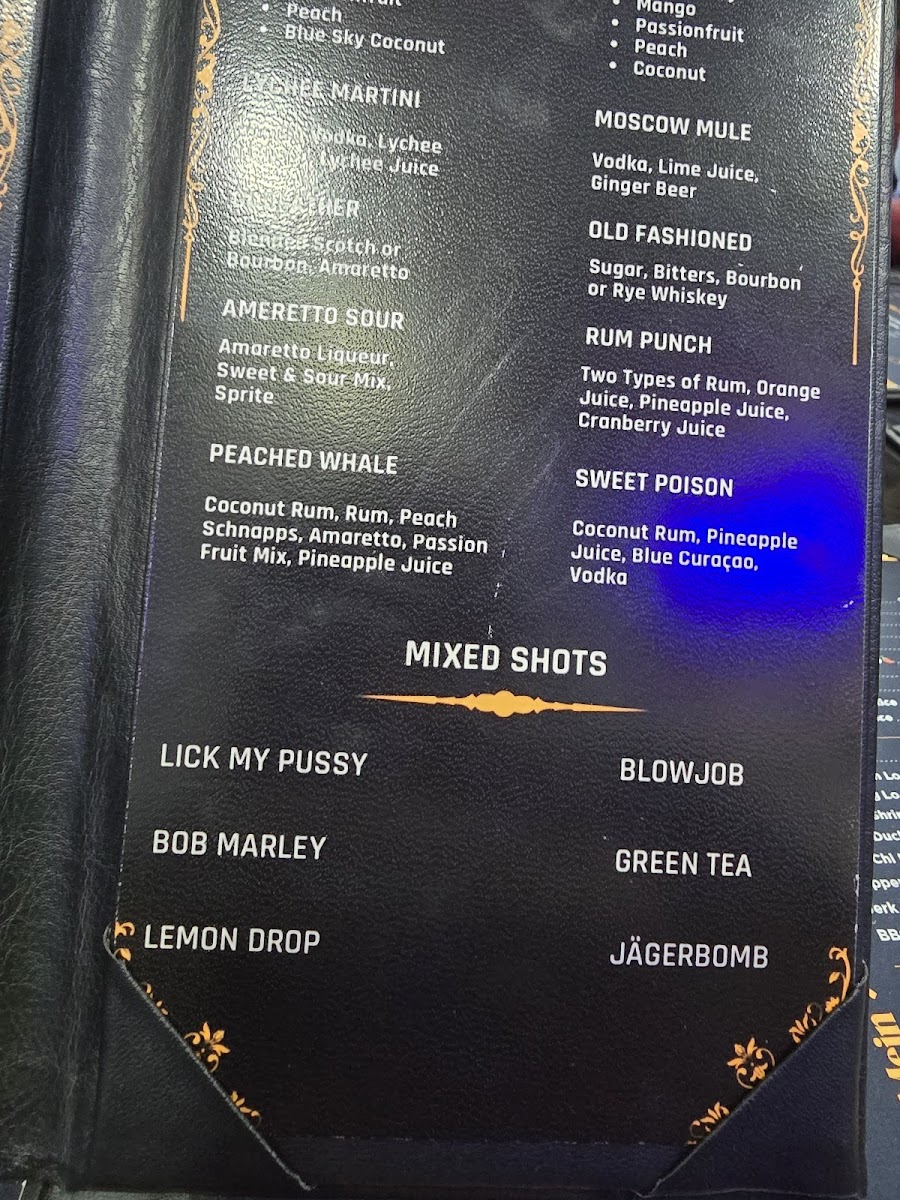 Peach
Blue Sky Coconut
LYCHEE MARTINI
Vodka, Lychee
Lychee Juice
Blended Scotch or
Bourbon, Amaretto
AMERETTO SOUR
Amaretto Liqueur,
Sweet & Sour Mix,
Sprite
PEACHED WHALE
Coconut Rum, Rum, Peach
Schnapps, Amaretto, Passion
Fruit Mix, Pineapple Juice
Mango
Passionfruit
Peach
Coconut
MOSCOW MULE
Vodka, Lime Juice,
Ginger Beer
OLD FASHIONED
Sugar, Bitters, Bourbon
or Rye Whiskey
RUM PUNCH
Two Types of Rum, Orange
Juice, Pineapple Juice,
Cranberry Juice
SWEET POISON
Coconut Rum, Pineapple
Juice, Blue Curaçao,
Vodka
MIXED SHOTS
LICK MY PUSSY
BLOWJOB
BOB MARLEY
GREEN TEA
LEMON DROP
JÄGERBOMB